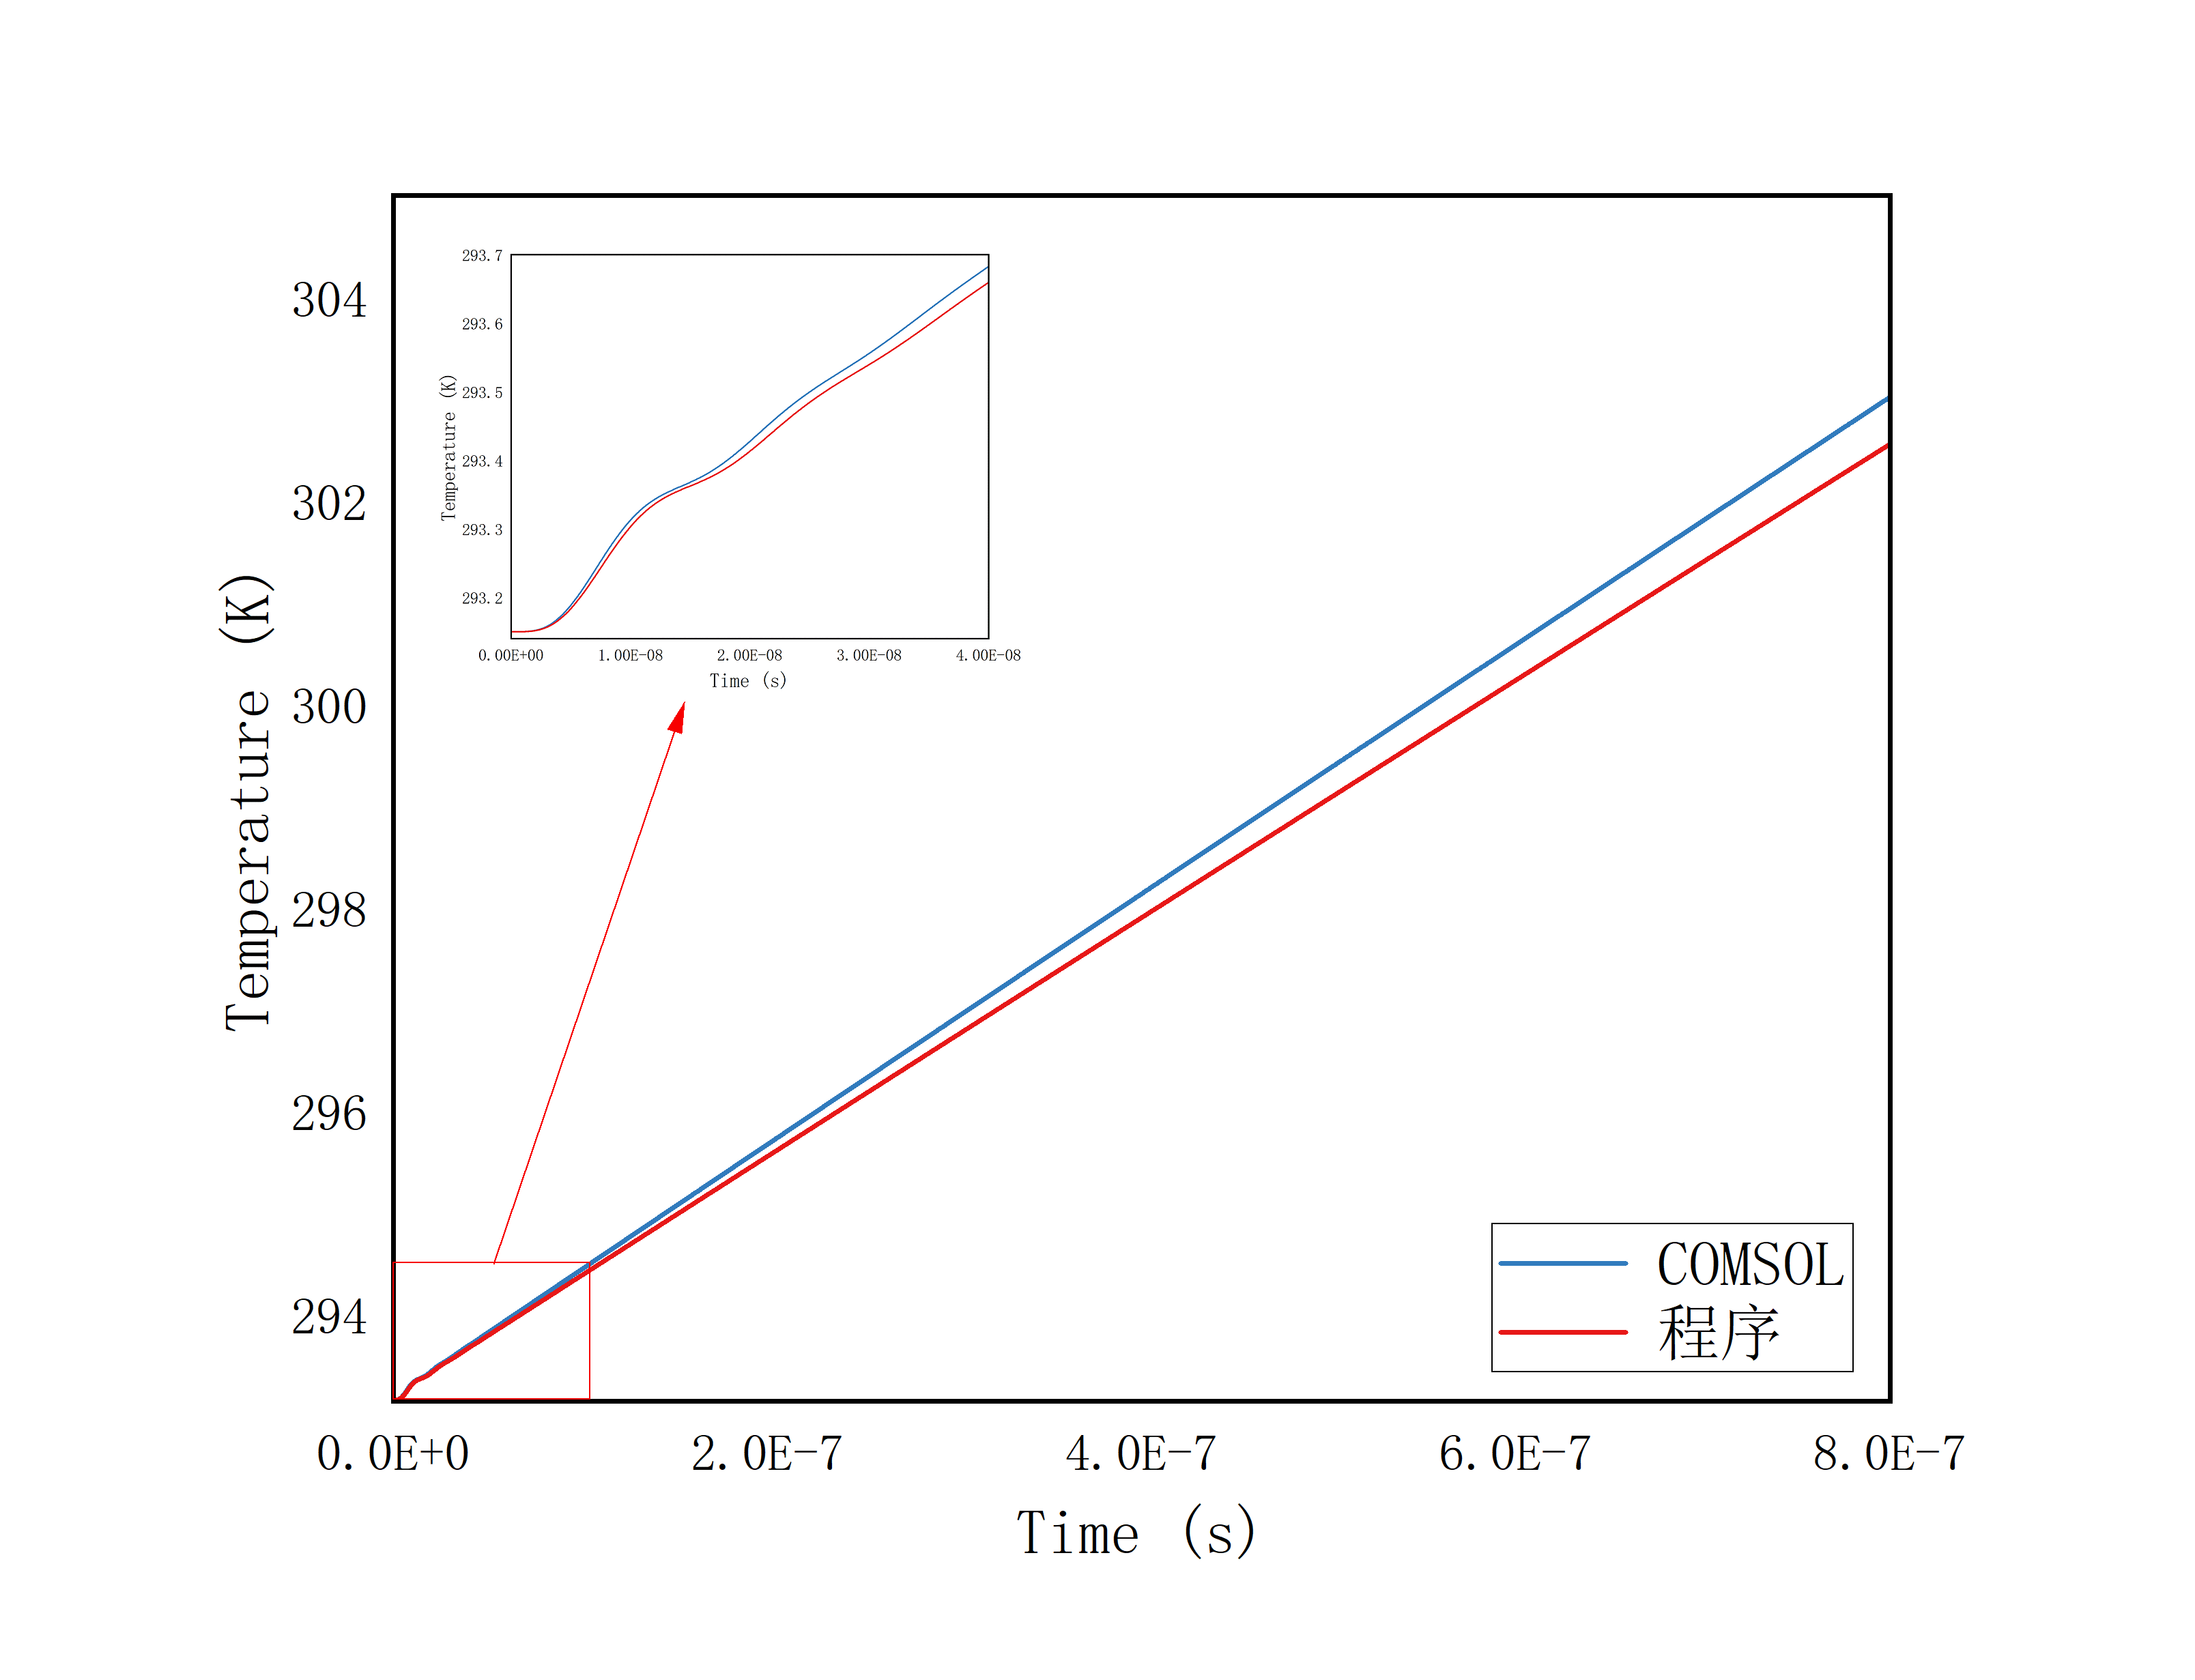 293.7
293.6
293.5
293.4
293.3
293.2
Temperature (K)
0.00E+00 1.00E-08 2.00E-08 3.00E-08 4.00E-08
Time (s)
304
302
300
298
296
294
Temperature (K)
COMSOL
程序
0.0E+0 2.0E-7 4.0E-7 6.0E-7 8.0E-7
Time (s)